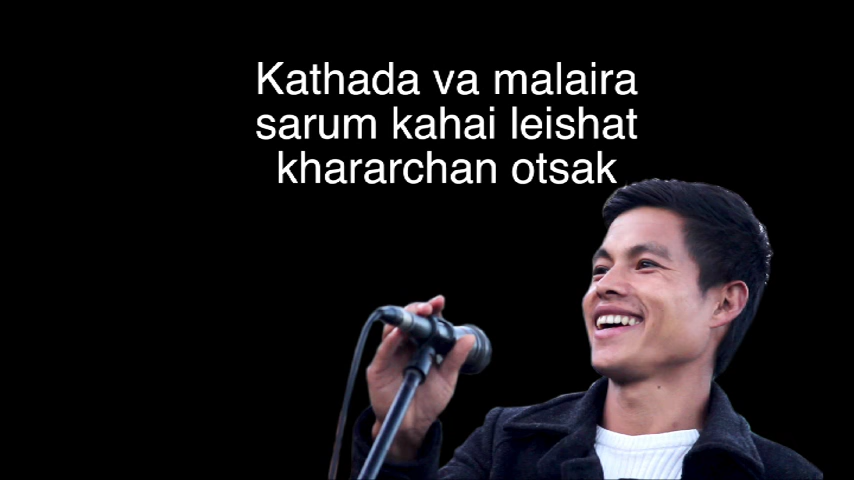 Kathada va malaira
sarum kahai leishat
khararchan otsak